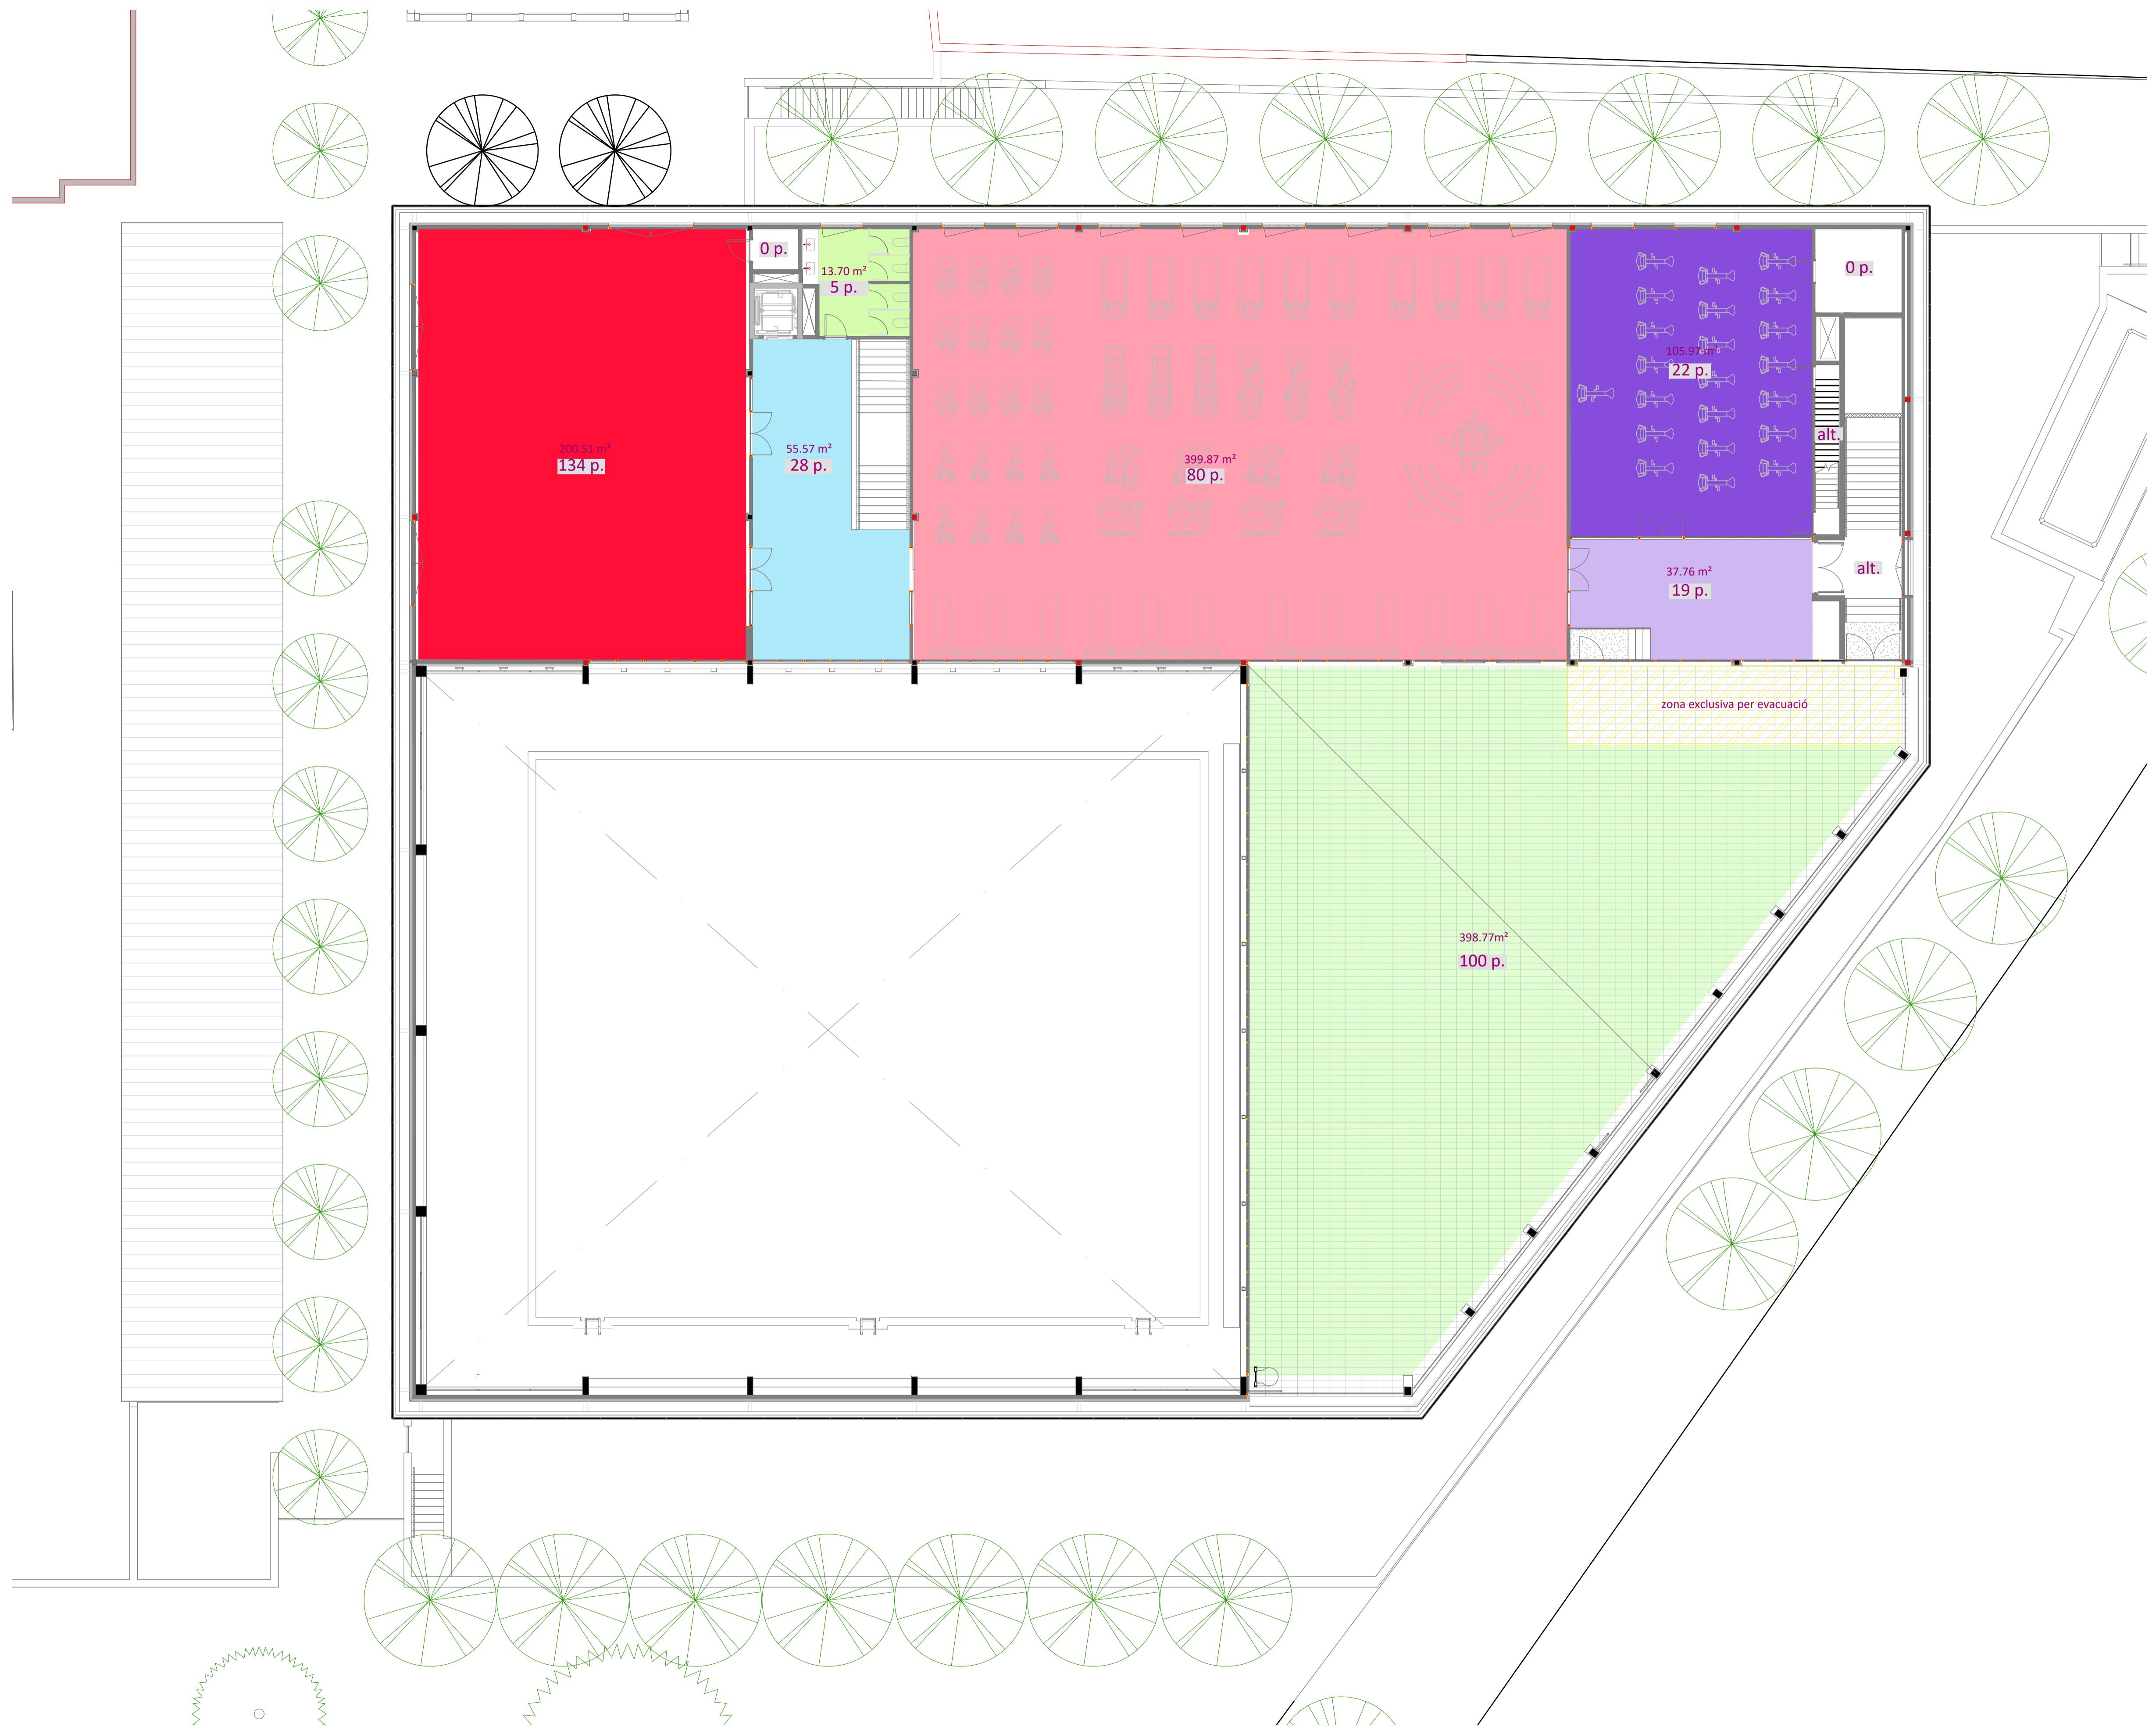 0 p.
13.70 m²
5 p.
0 p.
105.97 m²
22 p.
alt.
200.51 m²
134 p.
55.57 m²
28 p.
399.87 m²
80 p.
37.76 m²
19 p.
alt.
zona exclusiva per evacuació
398.77m²
100 p.